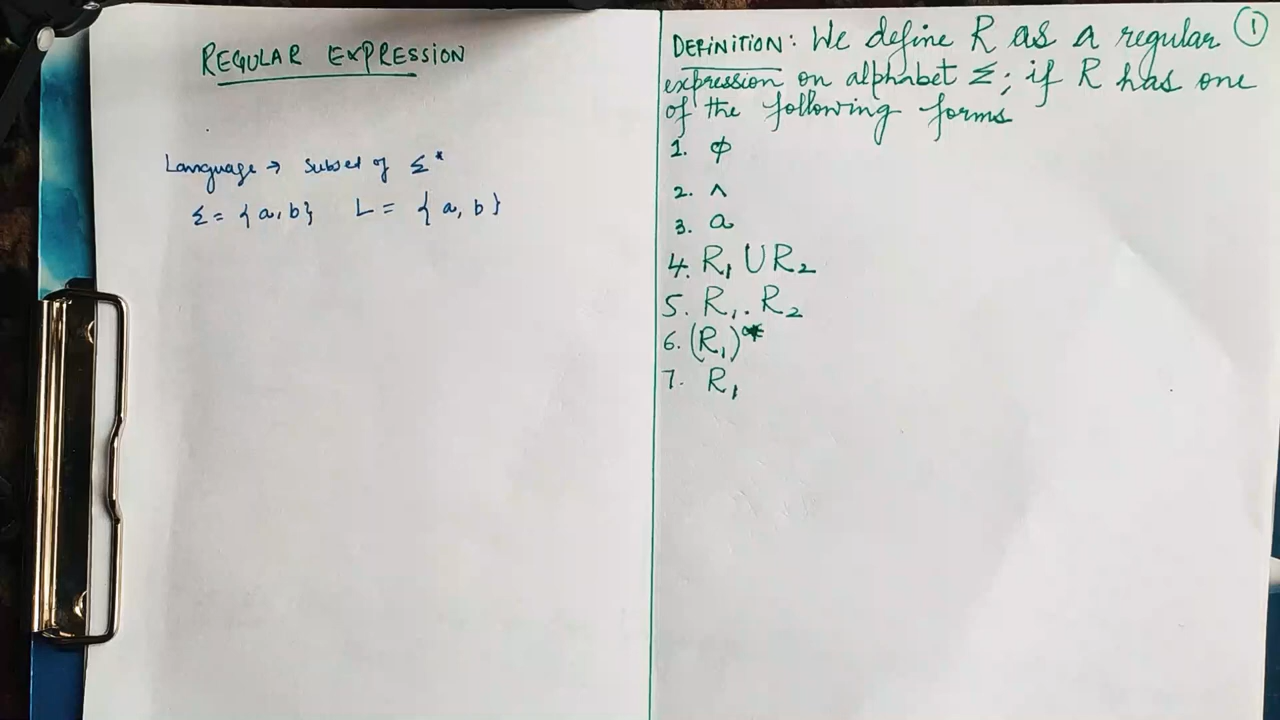 REGULAR EXPRESSION
Language → Subset of Σ*
Σ = {a, b} L = {a, b}
DEFINITION: We define R as a regular ①
expression on alphabet Σ; if R has one
of the following forms
1. ϕ
2. ∧
3. a
4. R₁ ∪ R₂
5. R₁. R₂
6. (R₁)*
7. R₁